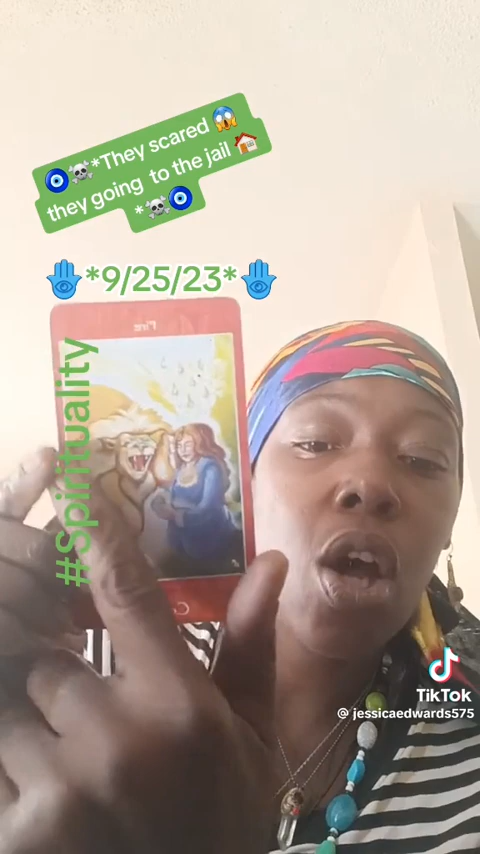 🧿☠️*They scared 😱
they going to the jail 🏠
*☠️🧿
🪬*9/25/23*🪬
#Spirituality
TikTok
@ jessicaedwards575